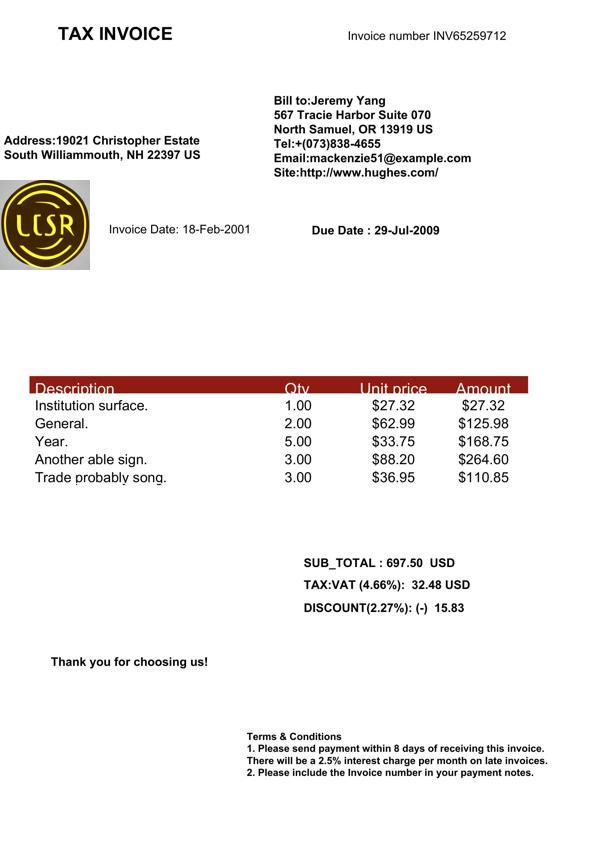 TAX INVOICE
Invoice number INV65259712
Bill to:Jeremy Yang
567 Tracie Harbor Suite 070
North Samuel, OR 13919 US
Tel:+(073)838-4655
Email:mackenzie51@example.com
Site:http://www.hughes.com/
Address:19021 Christopher Estate
South Williammouth, NH 22397 US
LCSR
Invoice Date: 18-Feb-2001
Due Date : 29-Jul-2009
Description Qty Unit price Amount
Institution surface. 1.00 $27.32 $27.32
General. 2.00 $62.99 $125.98
Year. 5.00 $33.75 $168.75
Another able sign. 3.00 $88.20 $264.60
Trade probably song. 3.00 $36.95 $110.85
SUB_TOTAL : 697.50 USD
TAX:VAT (4.66%): 32.48 USD
DISCOUNT(2.27%): (-) 15.83
Thank you for choosing us!
Terms & Conditions
1. Please send payment within 8 days of receiving this invoice.
There will be a 2.5% interest charge per month on late invoices.
2. Please include the Invoice number in your payment notes.